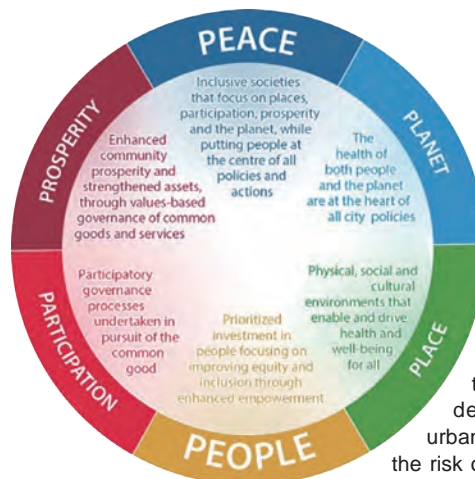 PEACE
Inclusive societies
that focus on places,
participation, prosperity
and the planet, while
putting people at
the centre of all
policies and
actions
PLANET
The
health of
both people
and the planet
are at the heart of
all city policies
PLACE
Physical, social and
cultural
environments that
enable and drive
health and
well-being
for all
PEOPLE
Prioritized
investment in
people focusing on
improving equity and
inclusion through
enhanced empowerment
PARTICIPATION
Participatory
governance
processes
undertaken in
pursuit of the
common
good
PROSPERITY
Enhanced
community
prosperity and
strengthened assets,
through values-based
governance of common
goods and services
urban
the risk